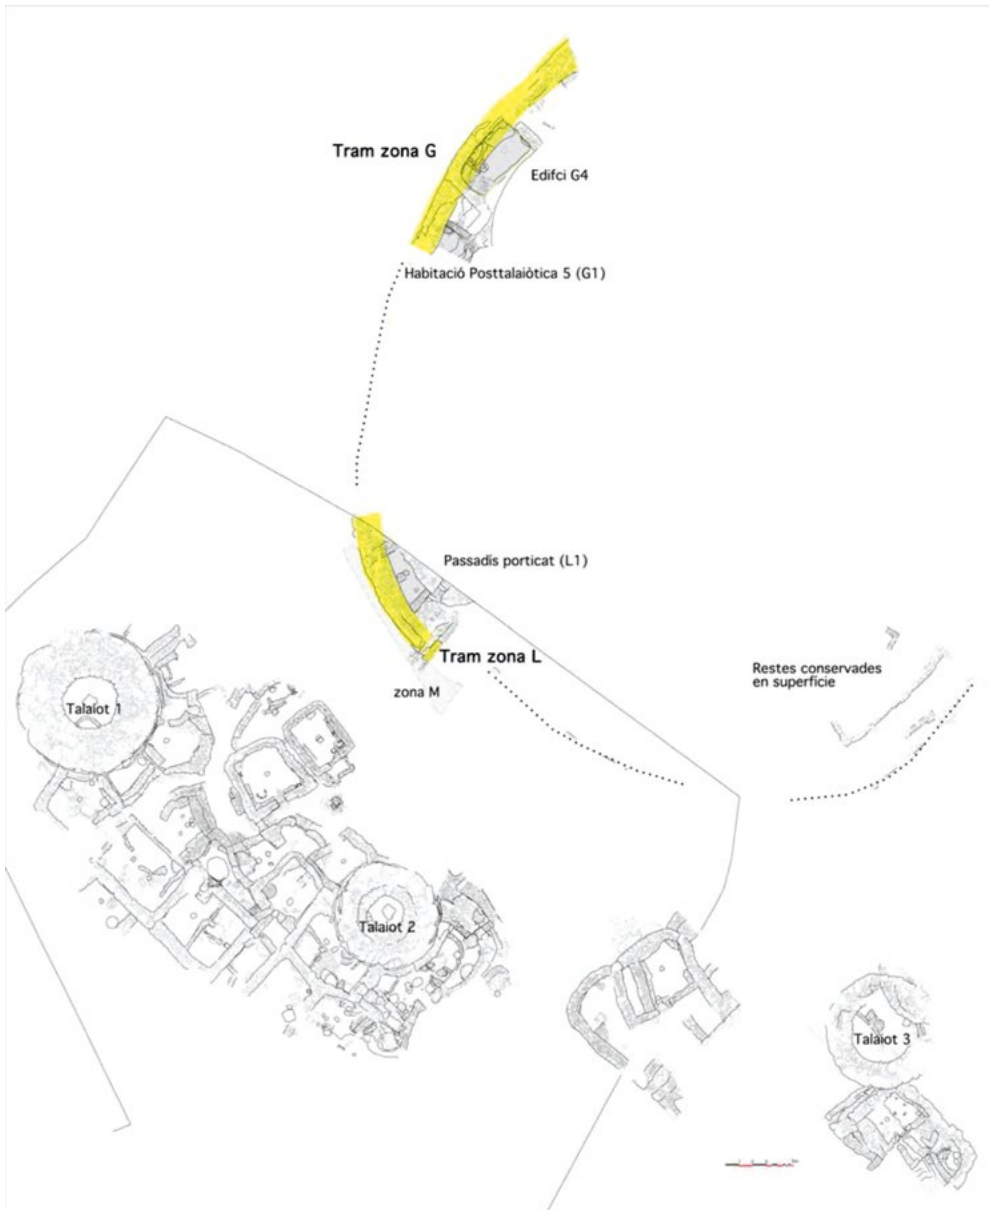 Tram zona G
Edifci G4
Habitació Posttalaiòtica 5 (G1)
Passadís porticat (L1)
Tram zona L
zona M
Restes conservades
en superfície
Talaiot 1
Talaiot 2
Talaiot 3